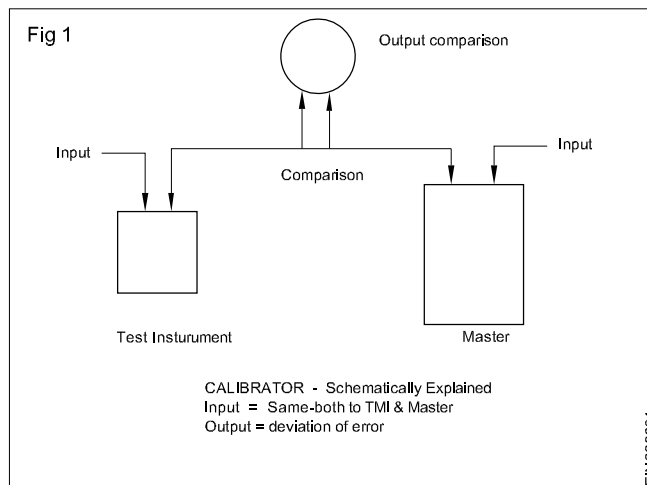 Fig 1
Output comparison
Input
Input
Comparison
Test Insturument
Master
CALIBRATOR - Schematically Explained
Input = Same-both to TMI & Master
Output = deviation of error